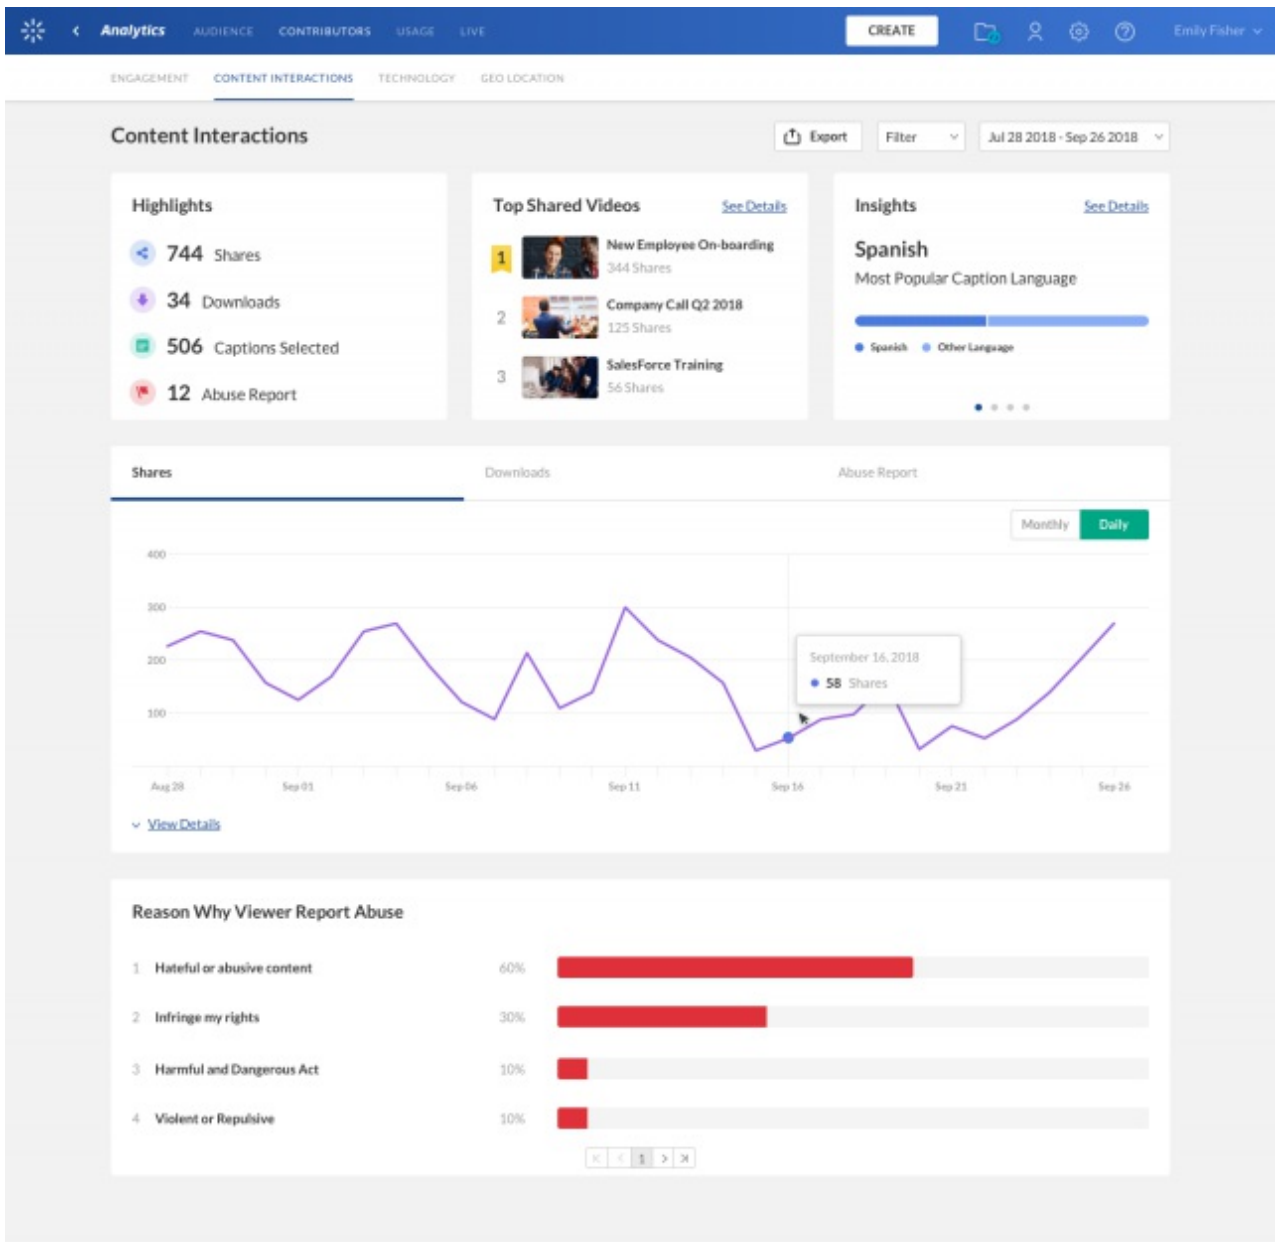 Analytics AUDIENCE CONTRIBUTORS USAGE LIVE CREATE Emily Fisher
ENGAGEMENT CONTENT INTERACTIONS TECHNOLOGY GEO LOCATION
Content Interactions Export Filter Jul 28 2018 - Sep 26 2018
Highlights
744 Shares
34 Downloads
506 Captions Selected
12 Abuse Report
Top Shared Videos See Details
1 New Employee On-boarding
344 Shares
2 Company Call Q2 2018
125 Shares
3 SalesForce Training
56 Shares
Insights See Details
Spanish
Most Popular Caption Language
Spanish Other Language
Shares Downloads Abuse Report
Monthly Daily
400
300
200
100
September 16, 2018
58 Shares
Aug 28 Sep 01 Sep 06 Sep 11 Sep 16 Sep 21 Sep 26
View Details
Reason Why Viewer Report Abuse
1 Hateful or abusive content 60%
2 Infringe my rights 30%
3 Harmful and Dangerous Act 10%
4 Violent or Repulsive 10%
1